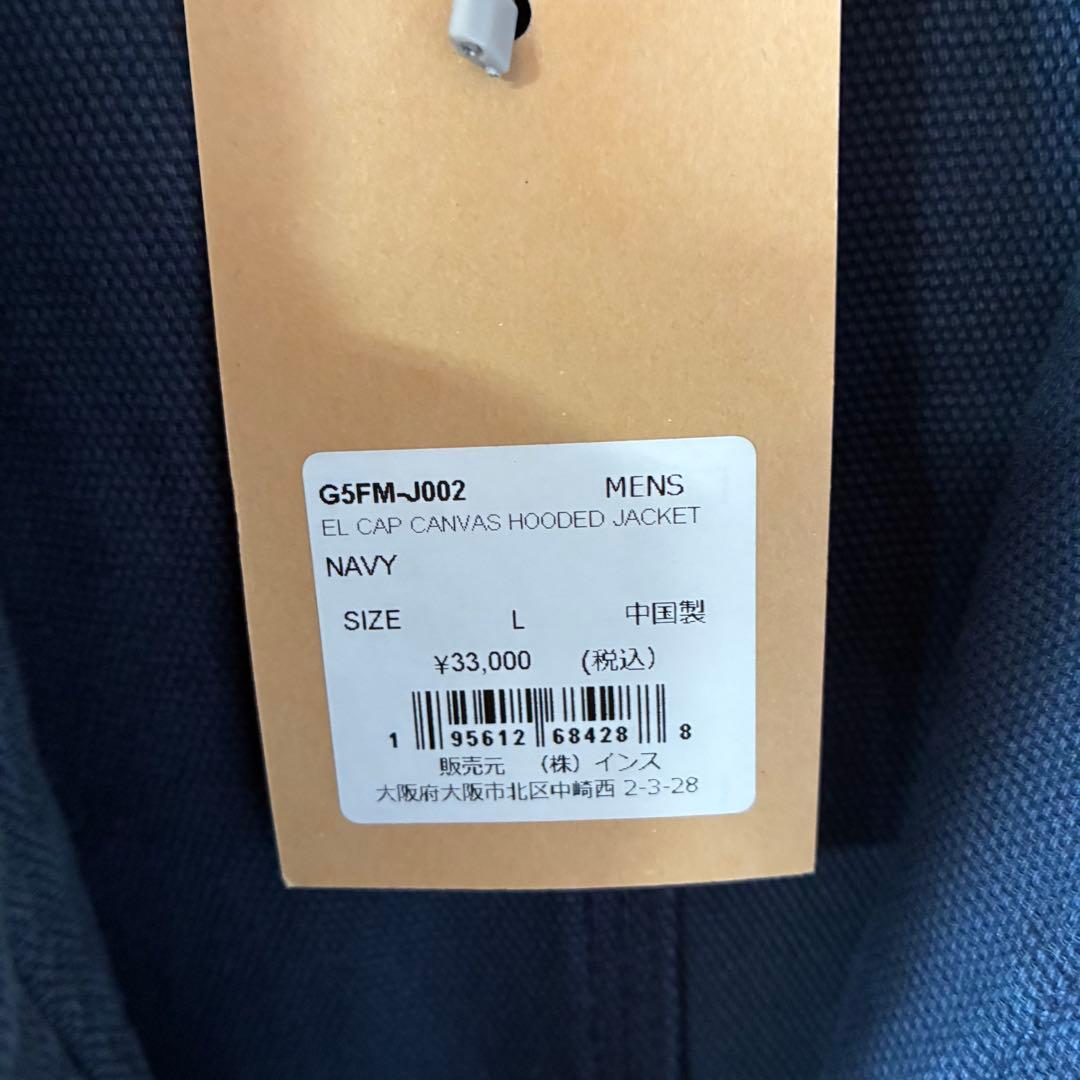 G5FM-J002 MENS
EL CAP CANVAS HOODED JACKET
NAVY
SIZE L 中国製
¥33,000 (税込)
1 95612 68428 8
販売元 (株) インス
大阪府大阪市北区中崎西 2-3-28